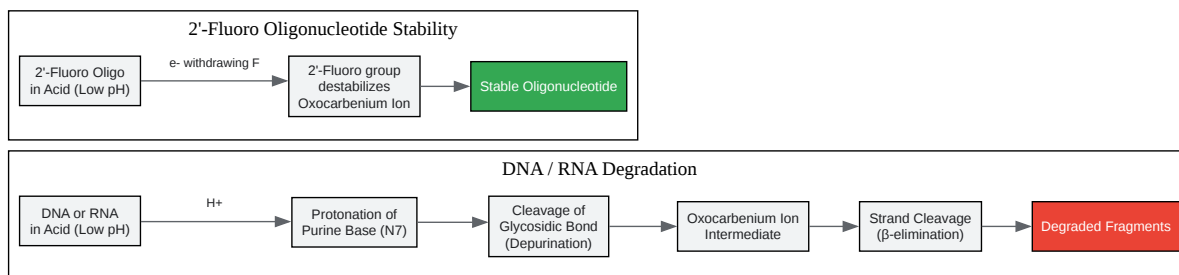 2'-Fluoro Oligonucleotide Stability
2'-Fluoro Oligo
in Acid (Low pH)
e- withdrawing F
2'-Fluoro group
destabilizes
Oxocarbenium Ion
Stable Oligonucleotide
DNA / RNA Degradation
DNA or RNA
in Acid (Low pH)
H+
Protonation of
Purine Base (N7)
Cleavage of
Glycosidic Bond
(Depurination)
Oxocarbenium Ion
Intermediate
Strand Cleavage
(β-elimination)
Degraded Fragments